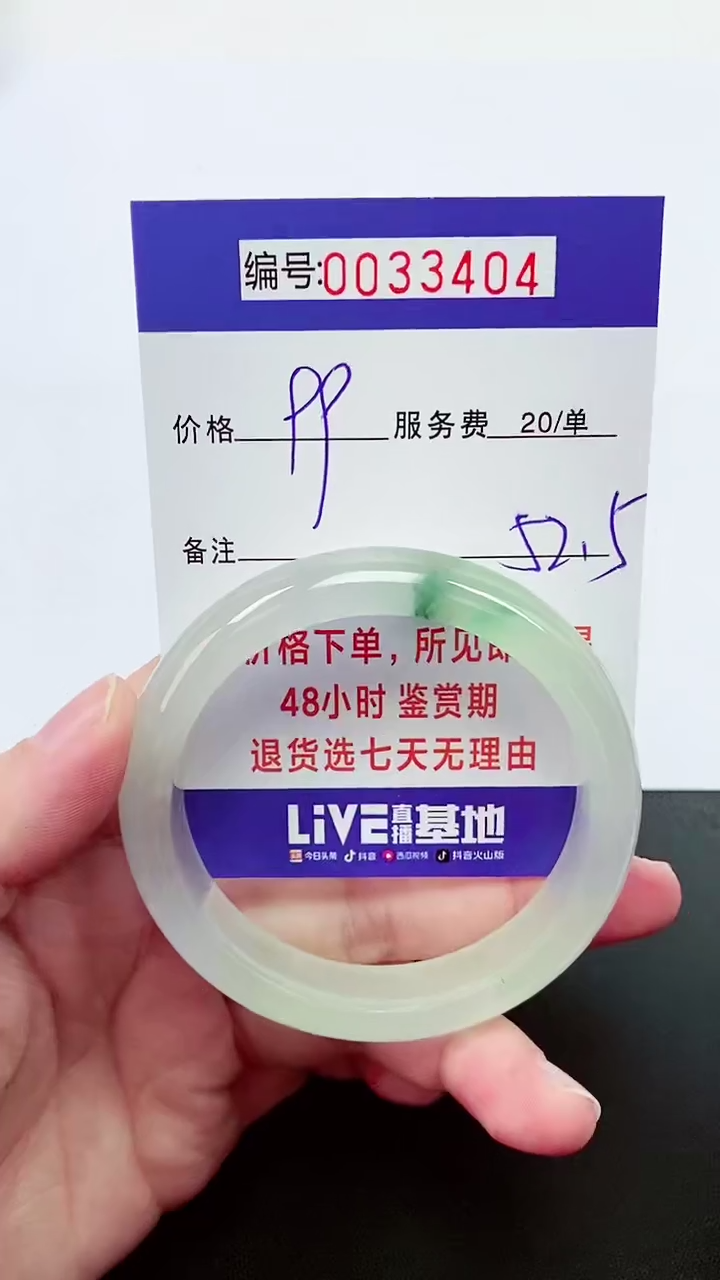 编号:0033404
价格 99 服务费 20/单
备注 52.5
价格下单，所见即
48小时 鉴赏期
退货选七天无理由
LiVE直播基地
今日头条 抖音 西瓜视频 抖音火山版